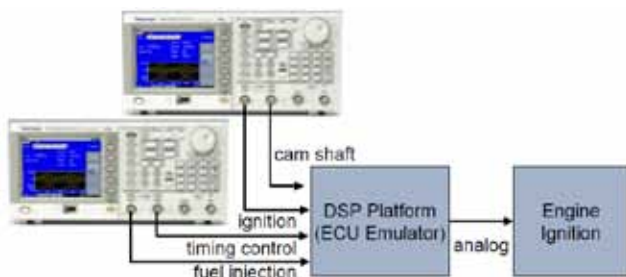 cam shaft
ignition
timing control
fuel injection
DSP Platform
(ECU Emulator)
analog
Engine
Ignition